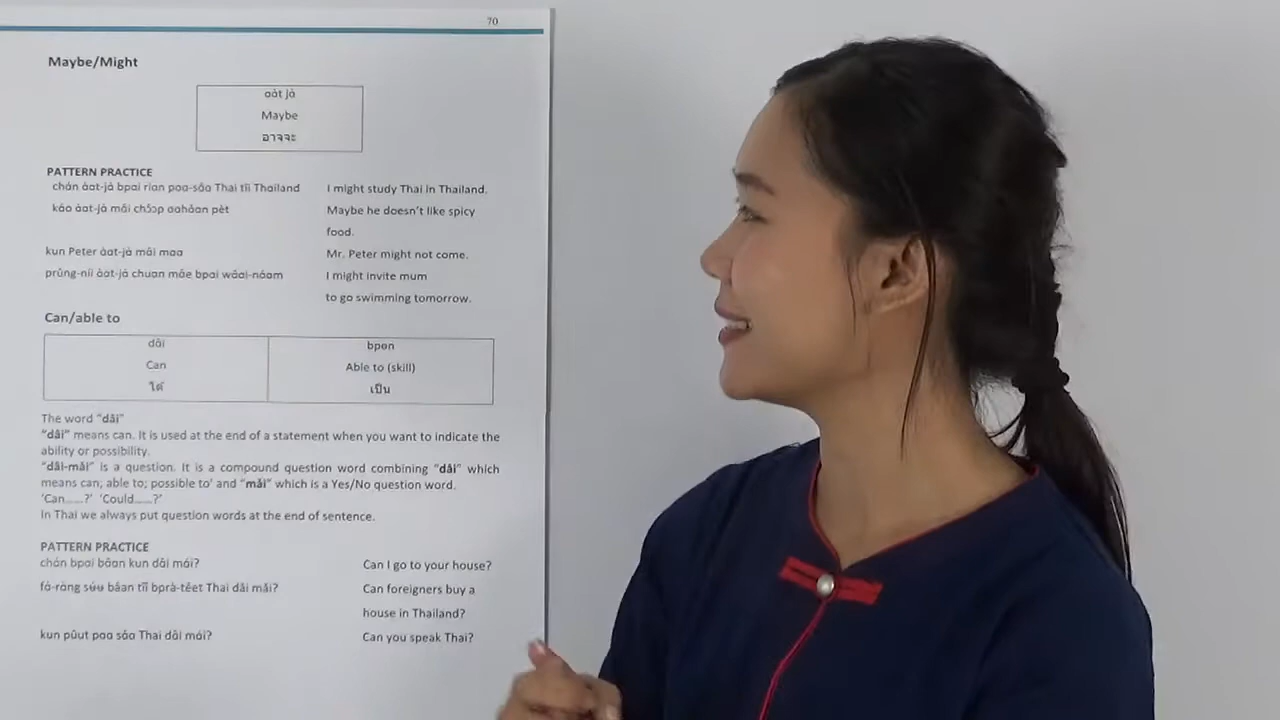 70
Maybe/Might
àat jà
Maybe
อาจจะ
PATTERN PRACTICE
chán àat-jà bpai rian paa-sǎa Thai tîi Thailand I might study Thai in Thailand.
káo àat-jà mâi chɔ̂ɔp aahǎan pèt Maybe he doesn't like spicy
food.
kun Peter àat-jà mâi maa Mr. Peter might not come.
prûng-níi àat-jà chuan mâe bpai wâai-náam I might invite mum
to go swimming tomorrow.
Can/able to
dâi bpen
Can Able to (skill)
ได้ เป็น
The word "dâi"
"dâi" means can. It is used at the end of a statement when you want to indicate the
ability or possibility.
"dâi-mǎi" is a question. It is a compound question word combining "dâi" which
means can, able to; possible to' and "mǎi" which is a Yes/No question word.
'Can......?' 'Could......?'
In Thai we always put question words at the end of sentence.
PATTERN PRACTICE
chán bpai bâan kun dâi mái? Can I go to your house?
fá-ràng sʉ́ʉ bâan tîi bprà-têet Thai dâi mǎi? Can foreigners buy a
house in Thailand?
kun pûut paa sǎa Thai dâi mái? Can you speak Thai?